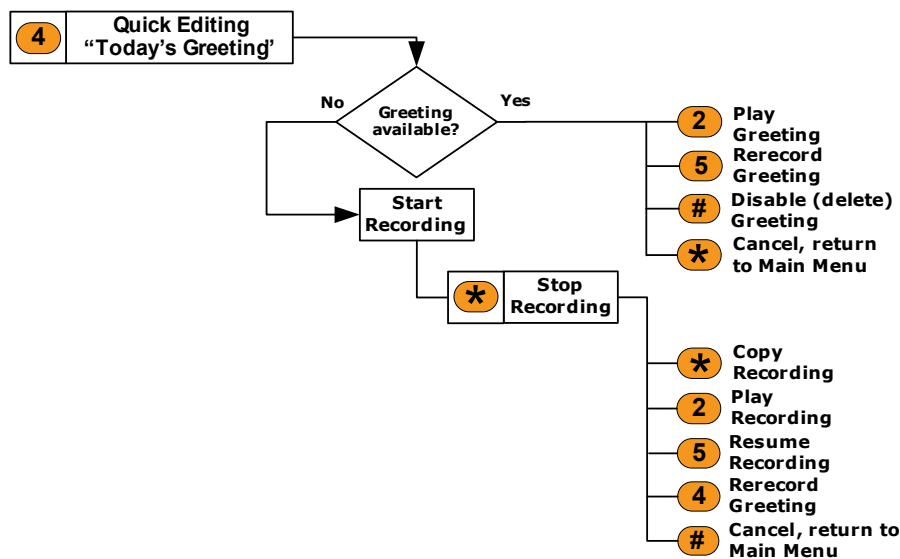 4
Quick Editing
“Today’s Greeting’
No
Greeting
available?
Yes
2
Play
Greeting
5
Rerecord
Greeting
#
Disable (delete)
Greeting
*
Cancel, return
to Main Menu
Start
Recording
*
Stop
Recording
*
Copy
Recording
2
Play
Recording
5
Resume
Recording
4
Rerecord
Greeting
#
Cancel, return to
Main Menu